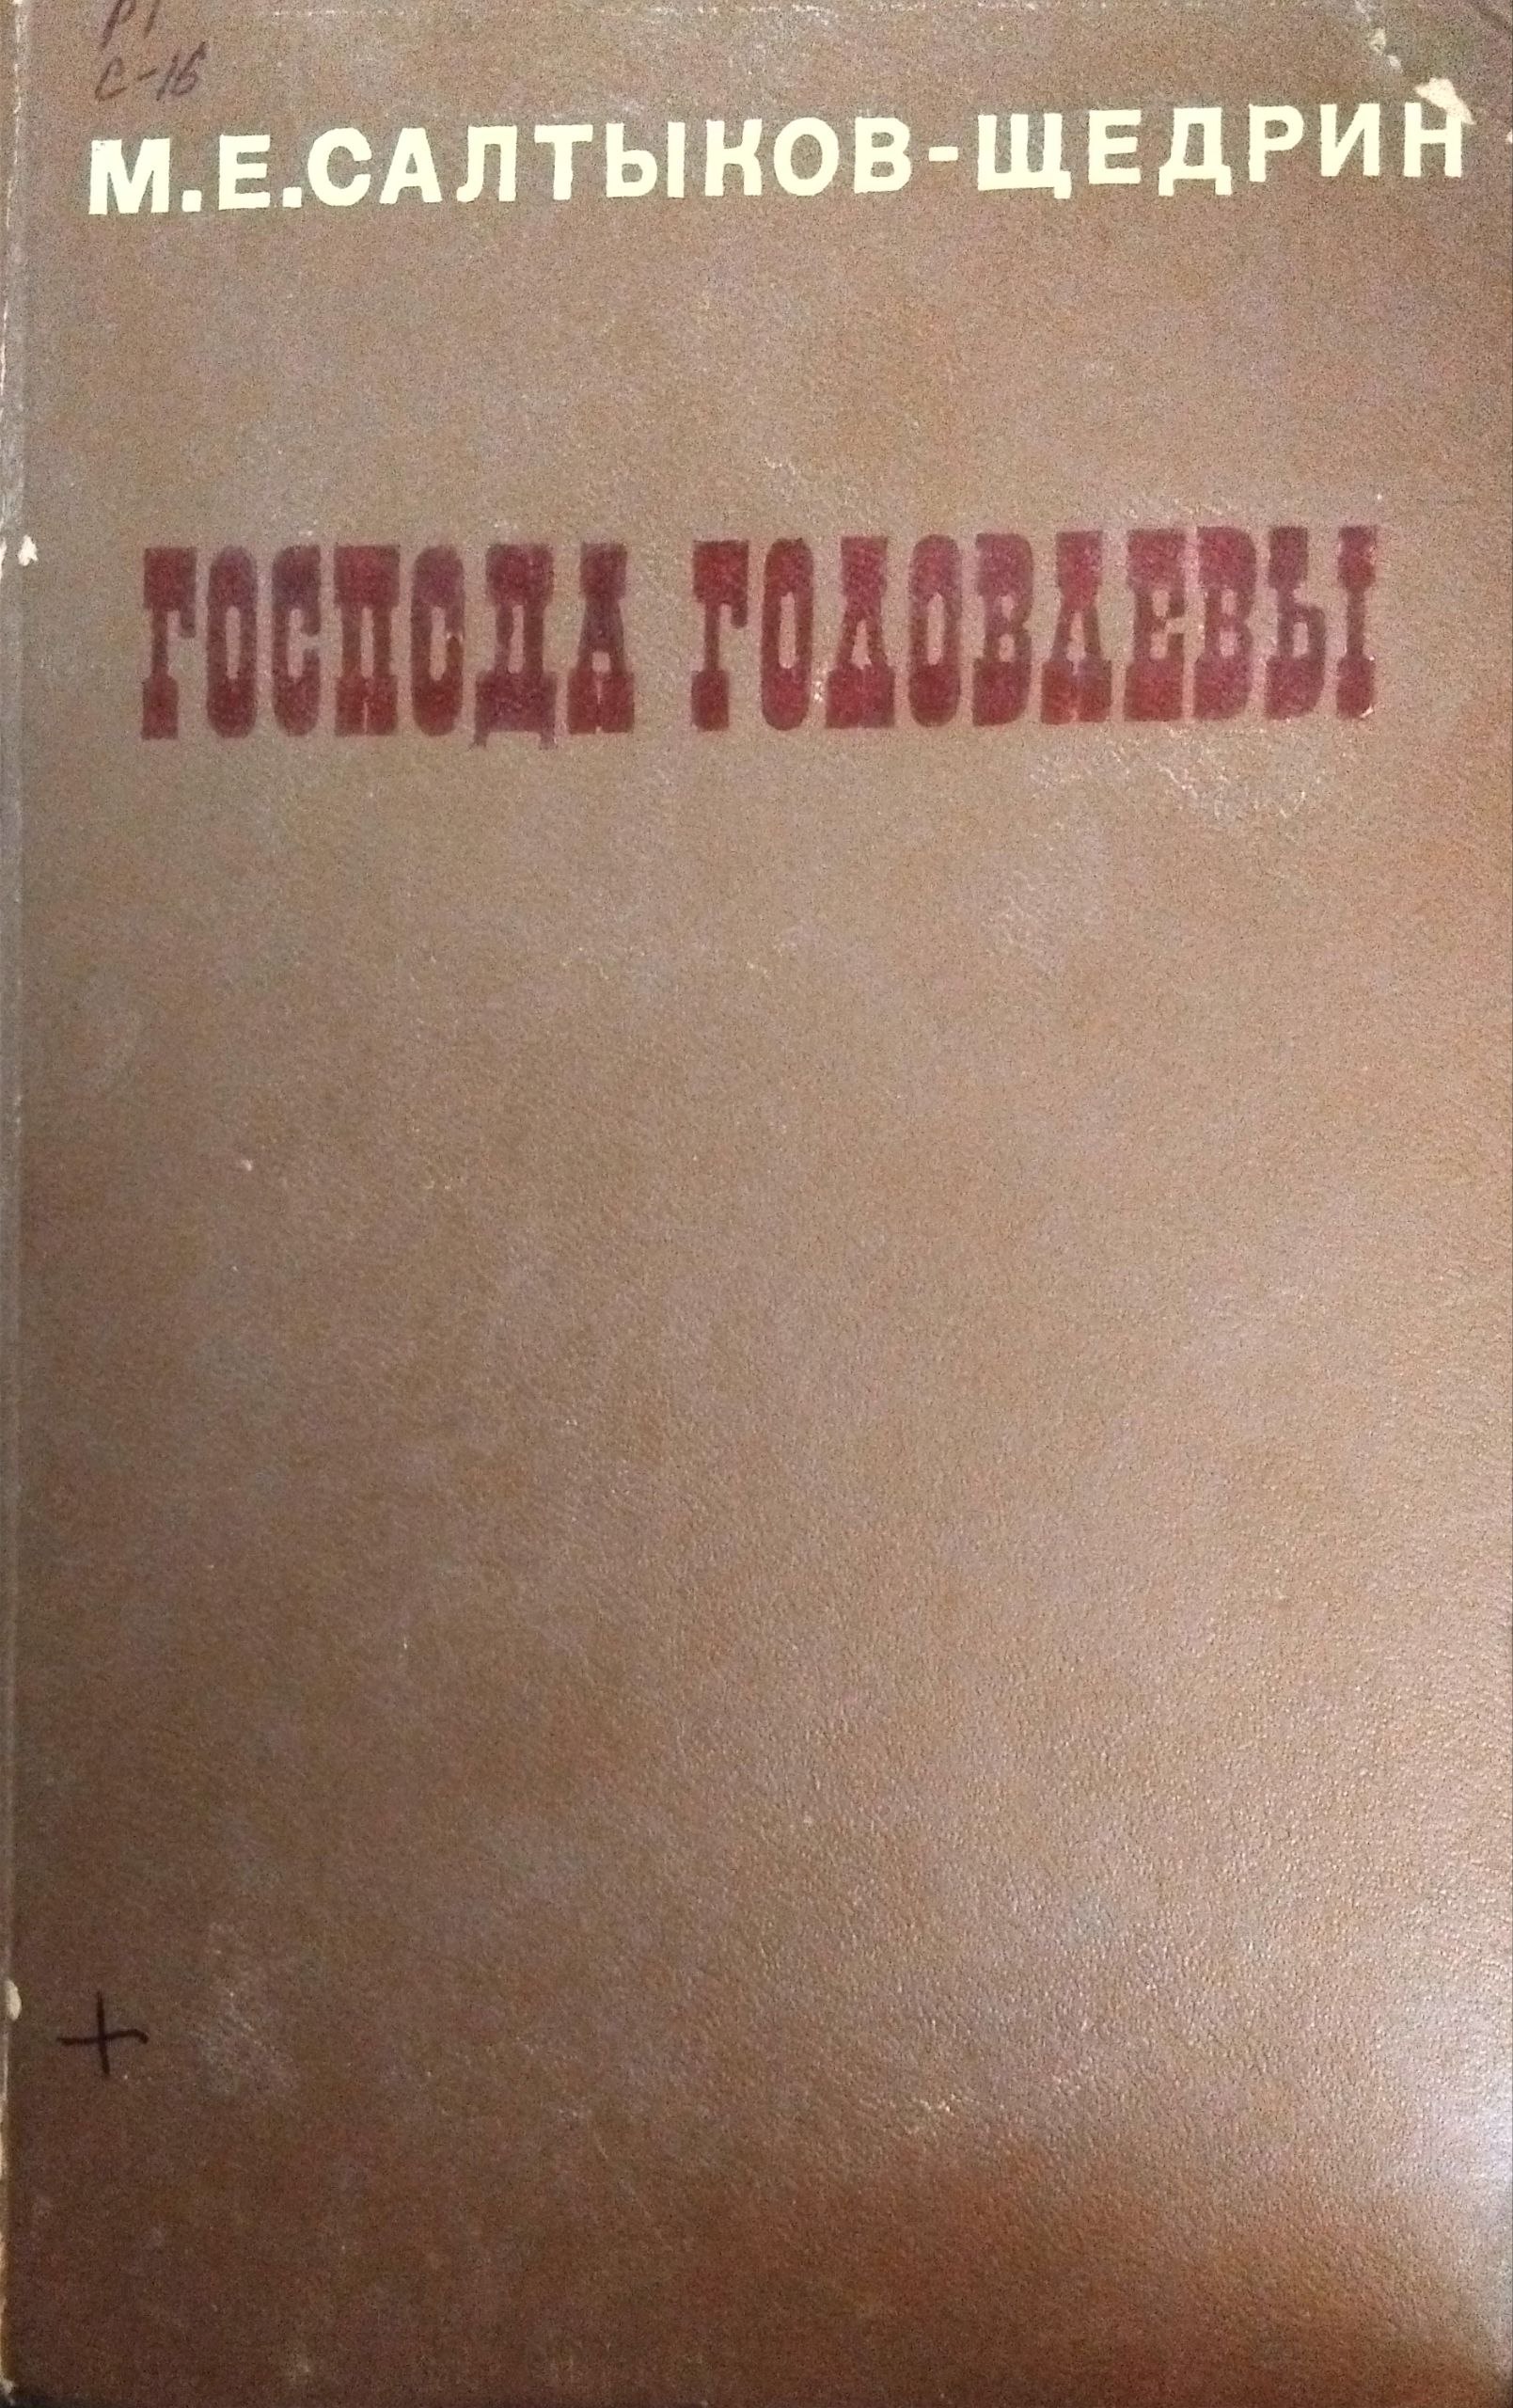 Р1
С-16
М.Е.САЛТЫКОВ-ЩЕДРИН
ГОСПОДА ГОЛОВЛЕВЫ
+